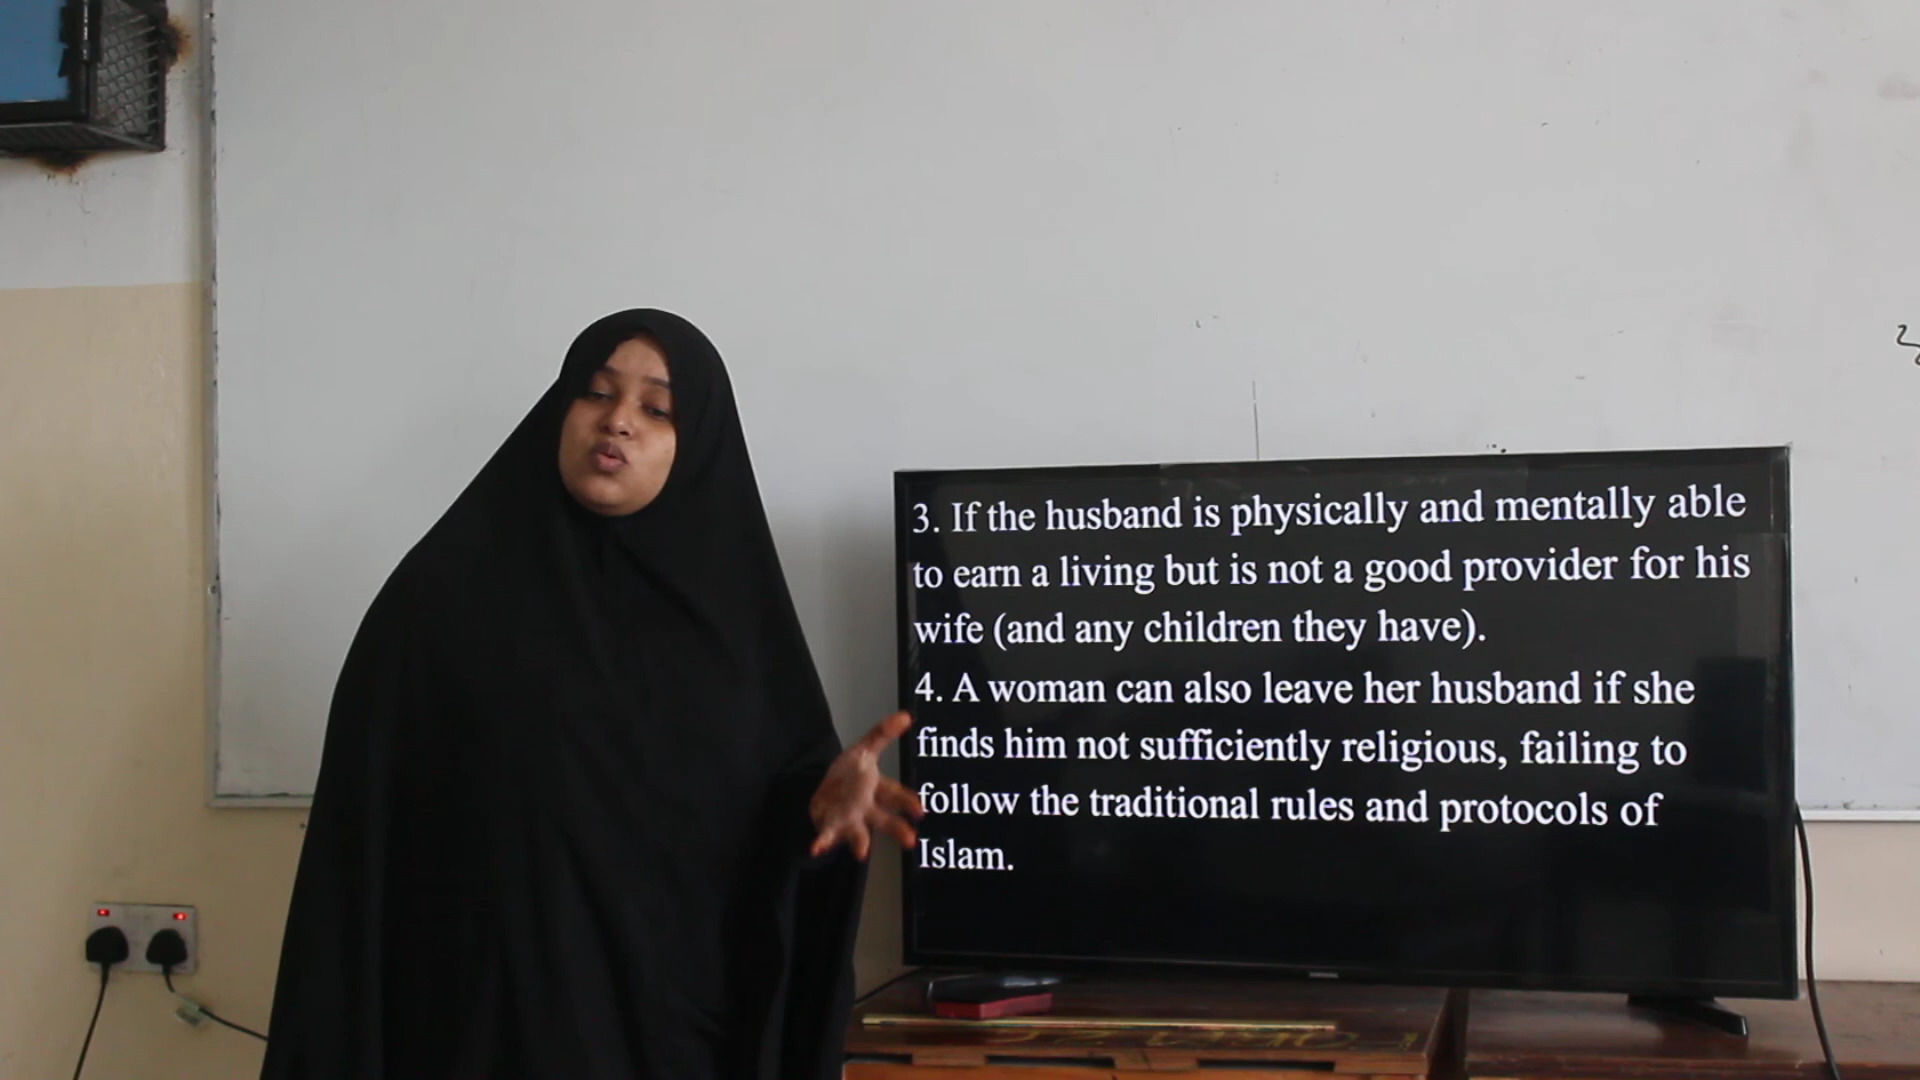 3. If the husband is physically and mentally able
to earn a living but is not a good provider for his
wife (and any children they have).
4. A woman can also leave her husband if she
finds him not sufficiently religious, failing to
follow the traditional rules and protocols of
Islam.